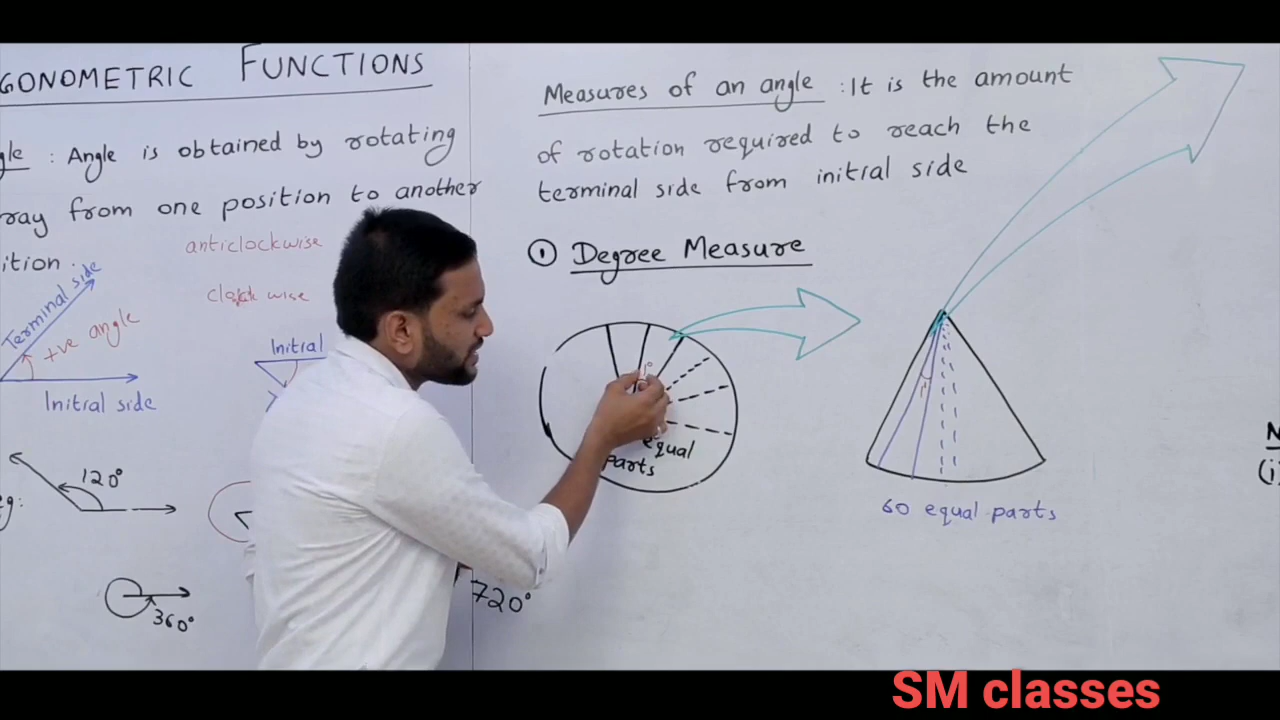 GONOMETRIC FUNCTIONS
gle : Angle is obtained by rotating
ray from one position to another
ition .
anticlockwise
clock wise
Terminal side
+ve angle
Initial side
Initial
eg:
120°
360°
720°
Measures of an angle : It is the amount
of rotation required to reach the
terminal side from initial side
① Degree Measure
1°
equal
parts
1'
60 equal parts
N
(i)
SM classes